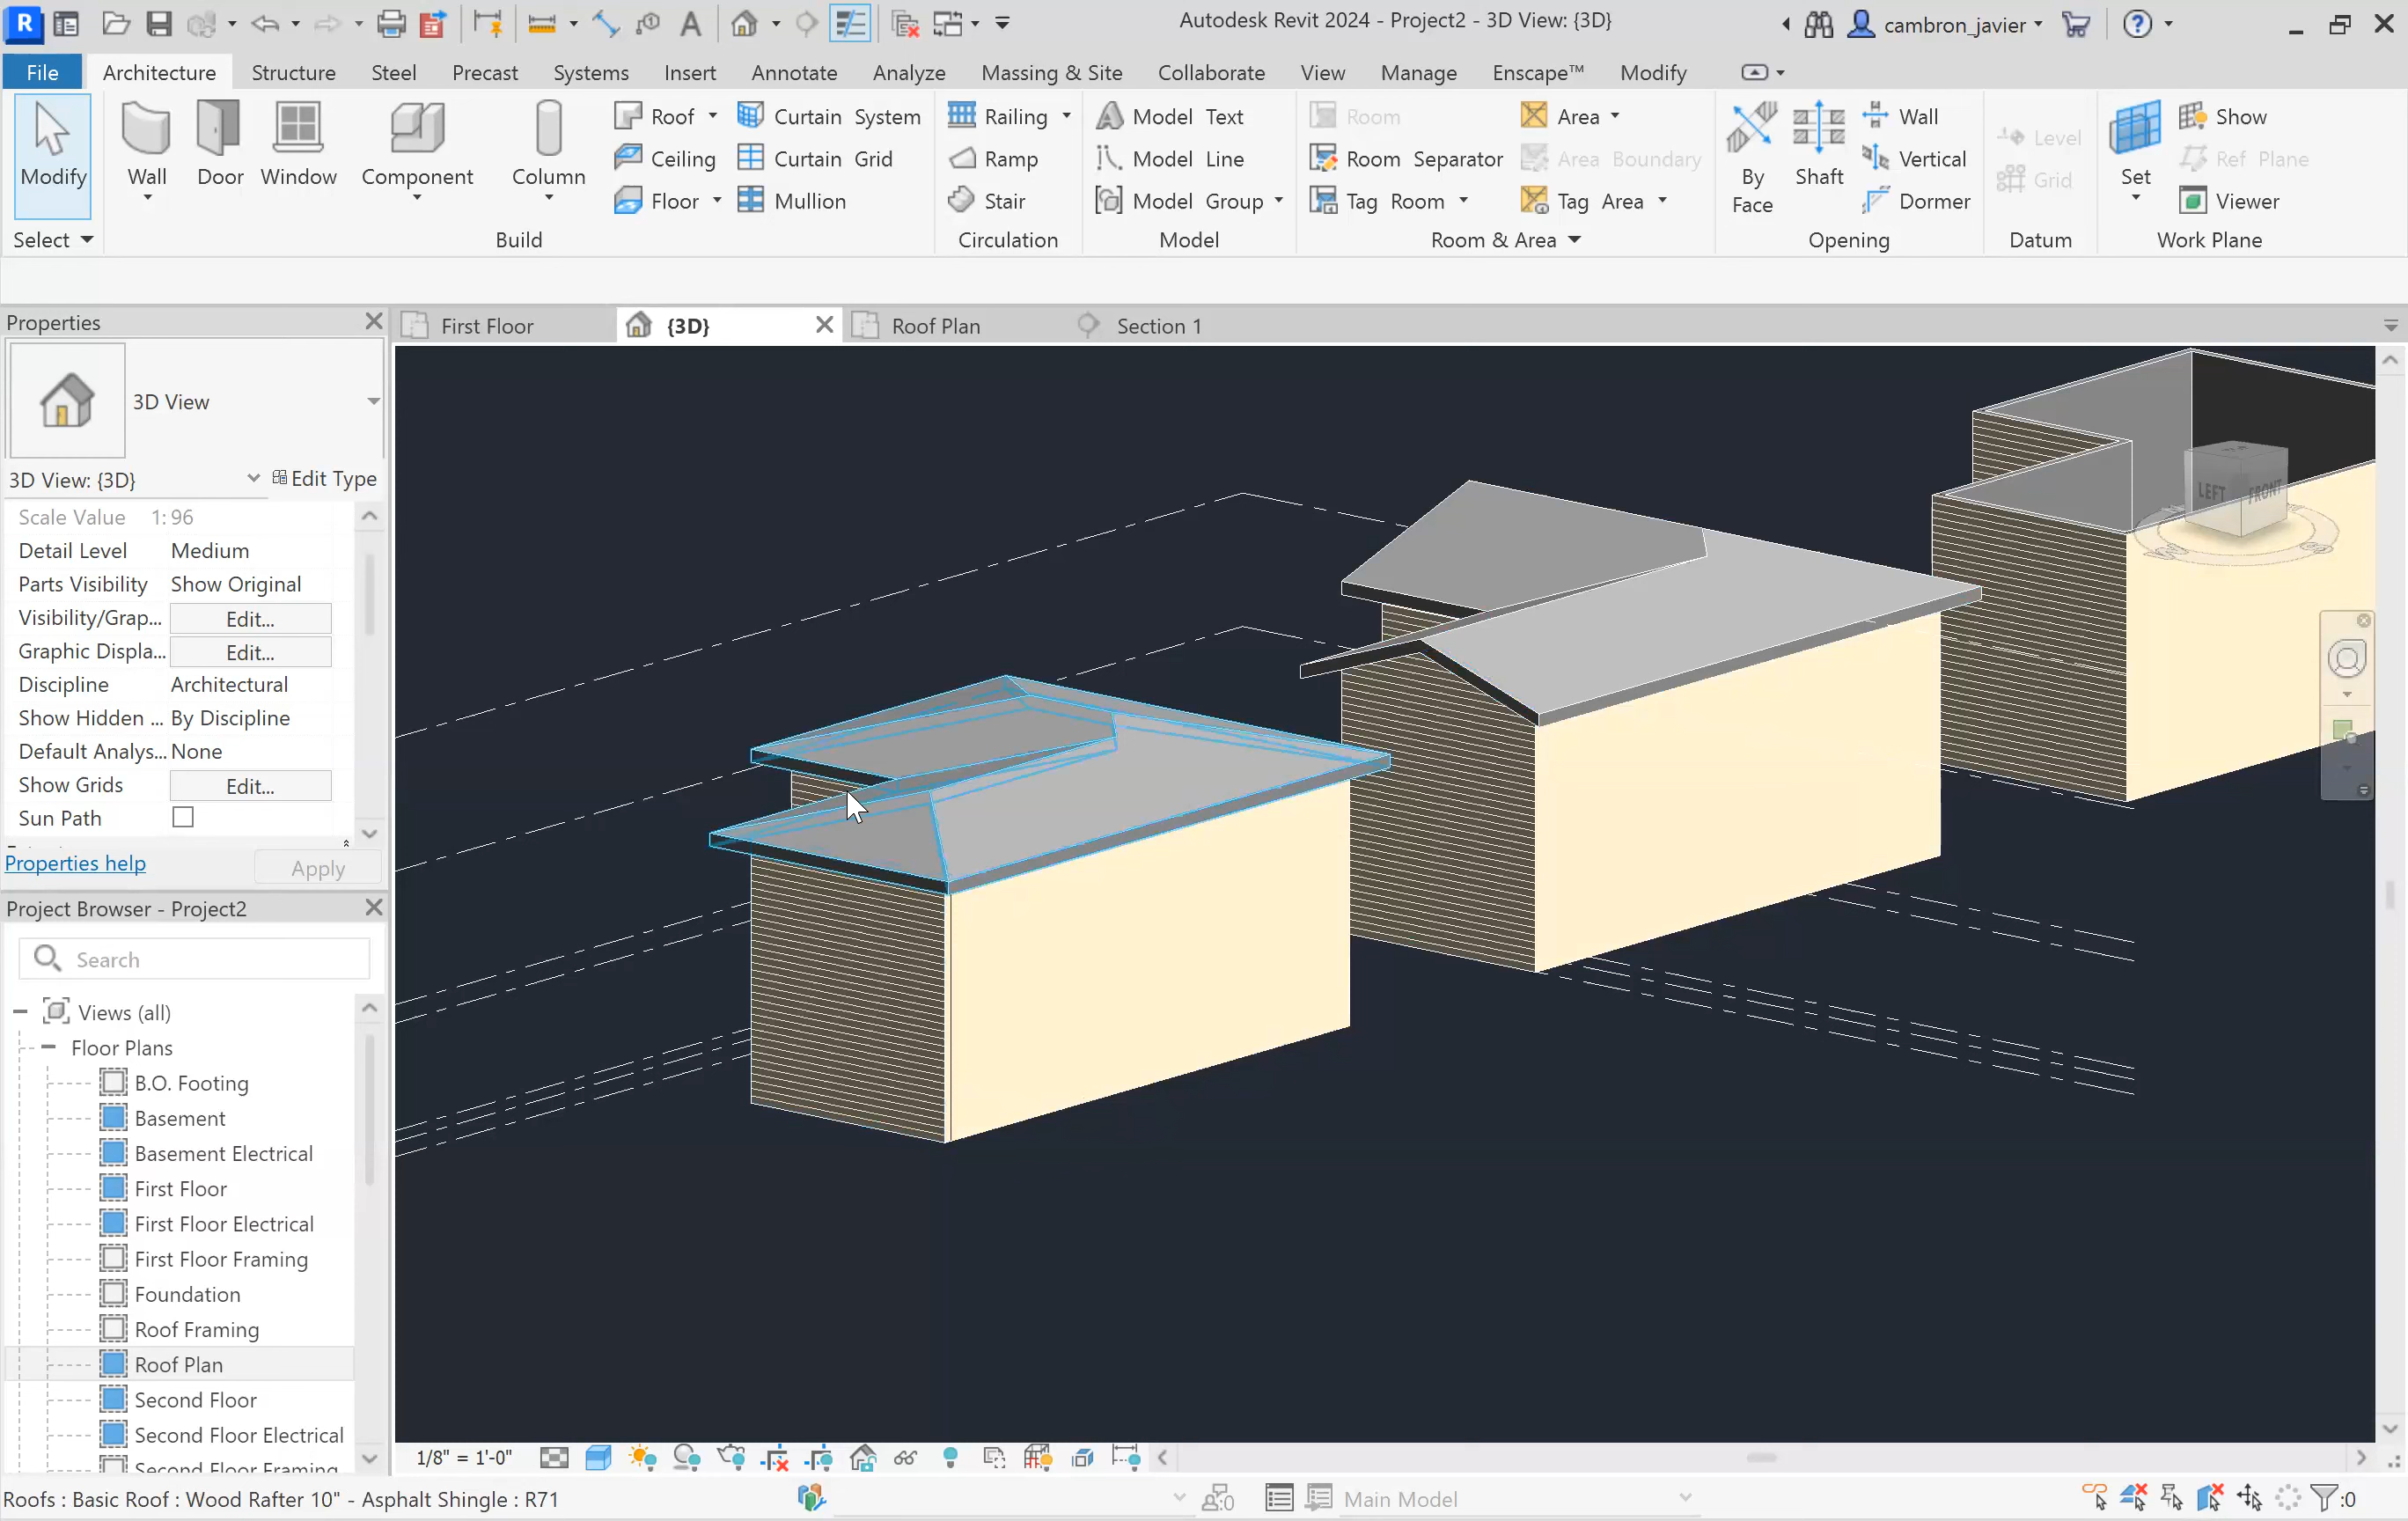 R
A
Autodesk Revit 2024 - Project2 - 3D View: {3D}
cambron_javier
File Architecture Structure Steel Precast Systems Insert Annotate Analyze Massing & Site Collaborate View Manage Enscape™ Modify
Modify
Wall
Door
Window
Component
Column
Roof
Ceiling
Floor
Curtain System
Curtain Grid
Mullion
Railing
Ramp
Stair
Model Text
Model Line
Model Group
Room
Room Separator
Tag Room
Area
Area Boundary
Tag Area
By
Face
Shaft
Wall
Vertical
Dormer
Level
Grid
Set
Show
Ref Plane
Viewer
Select
Build
Circulation
Model
Room & Area
Opening
Datum
Work Plane
Properties
First Floor
{3D}
Roof Plan
Section 1
3D View
3D View: {3D}
Edit Type
Scale Value 1: 96
Detail Level Medium
Parts Visibility Show Original
Visibility/Grap... Edit...
Graphic Displa... Edit...
Discipline Architectural
Show Hidden ... By Discipline
Default Analys... None
Show Grids Edit...
Sun Path
Properties help
Apply
LEFT FRONT
Project Browser - Project2
Search
Views (all)
Floor Plans
B.O. Footing
Basement
Basement Electrical
First Floor
First Floor Electrical
First Floor Framing
Foundation
Roof Framing
Roof Plan
Second Floor
Second Floor Electrical
Second Floor Framing
1/8" = 1'-0"
Roofs : Basic Roof : Wood Rafter 10" - Asphalt Shingle : R71
:0
Main Model
:0